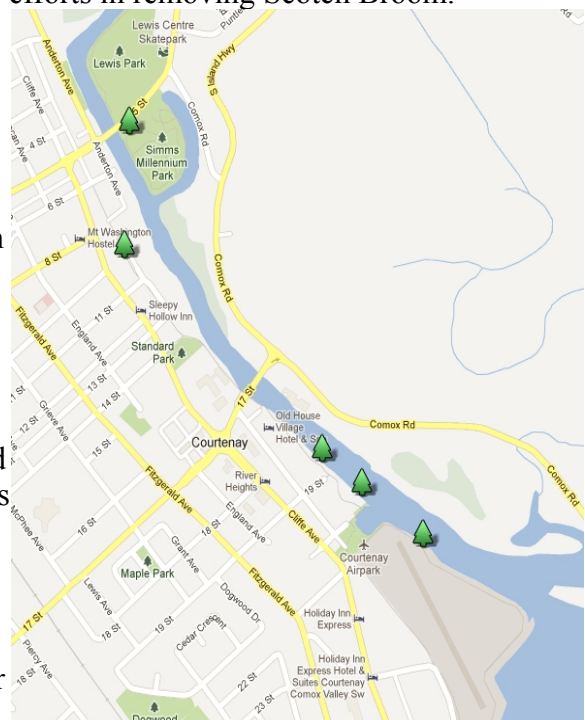 efforts in removing Scotch Broom.
Lewis Centre
Skatepark
Lewis Park
Anderton Ave
Cliffe Ave
S Island Hwy
5 St
Comox Rd
4 St
Simms
Millennium
Park
Anderton Ave
6 St
Mt Washington
Hostel
8 St
Comox Rd
11 St
Sleepy
Hollow Inn
Fitzgerald Ave
England Ave
Standard
Park
13 St
14 St
17 St
Grieve Ave
12 St
Old House
Village
Hotel & Spa
Comox Rd
Courtenay
15 St
19 St
River
Heights
Fitzgerald Ave
England Ave
Cliffe Ave
McPhee Ave
18 St
16 St
Grant Ave
Courtenay
Airpark
Maple Park
Fitzgerald Ave
Lewis Ave
Dogwood Dr
17 St
19 St
Cedar Crescent
Holiday Inn
Express
18 St
Piercy Ave
22 St
23 St
Holiday Inn
Express Hotel &
Suites Courtenay
Comox Valley Sw
18 St
Dogwood